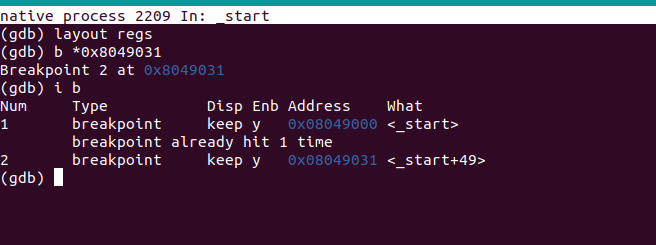 native process 2209 In: _start
(gdb) layout regs
(gdb) b *0x8049031
Breakpoint 2 at 0x8049031
(gdb) i b
Num     Type           Disp Enb Address    What
1       breakpoint     keep y   0x08049000 <_start>
        breakpoint already hit 1 time
2       breakpoint     keep y   0x08049031 <_start+49>
(gdb)